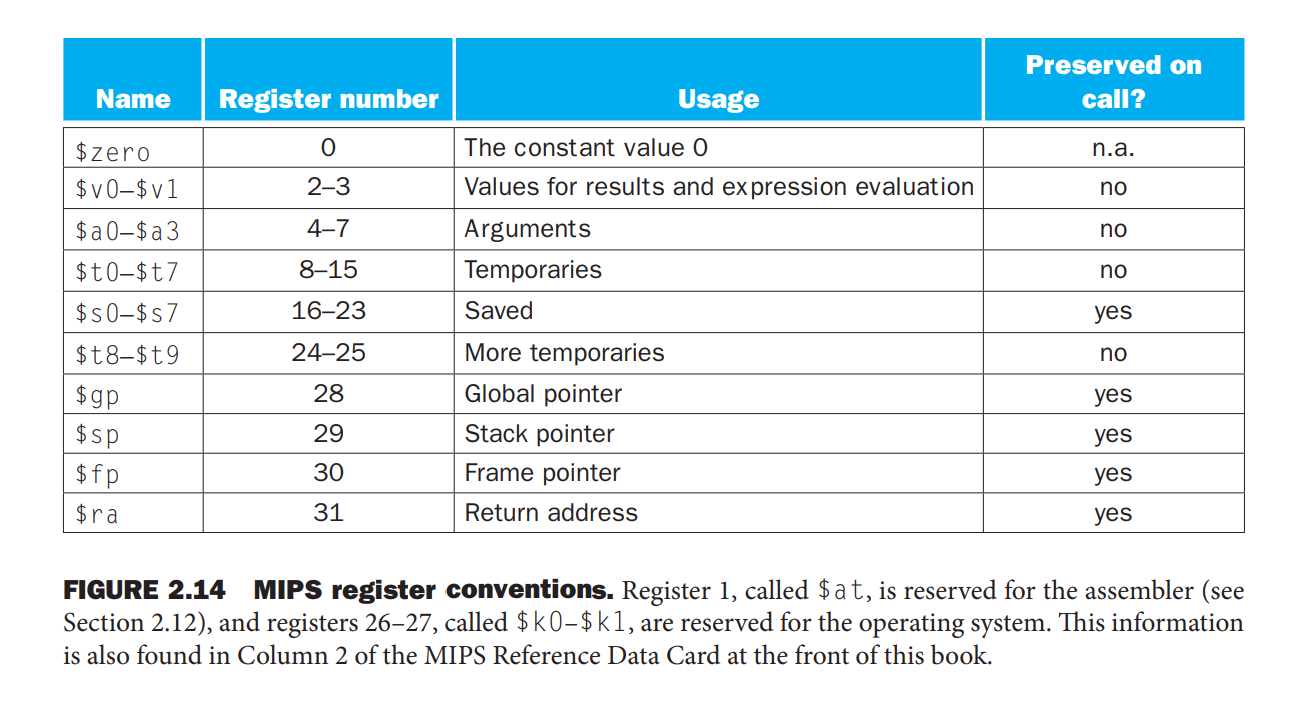 Name Register number Usage Preserved on call?
$zero 0 The constant value 0 n.a.
$v0–$v1 2–3 Values for results and expression evaluation no
$a0–$a3 4–7 Arguments no
$t0–$t7 8–15 Temporaries no
$s0–$s7 16–23 Saved yes
$t8–$t9 24–25 More temporaries no
$gp 28 Global pointer yes
$sp 29 Stack pointer yes
$fp 30 Frame pointer yes
$ra 31 Return address yes
FIGURE 2.14 MIPS register conventions. Register 1, called $at, is reserved for the assembler (see
Section 2.12), and registers 26–27, called $k0–$k1, are reserved for the operating system. This information
is also found in Column 2 of the MIPS Reference Data Card at the front of this book.